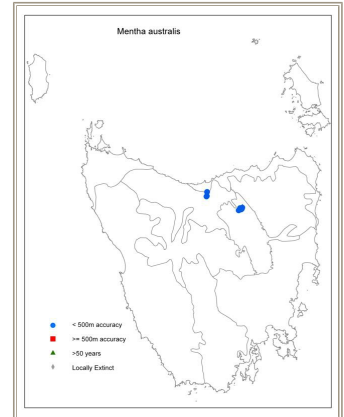 Mentha australis
< 500m accuracy
>= 500m accuracy
>50 years
Locally Extinct